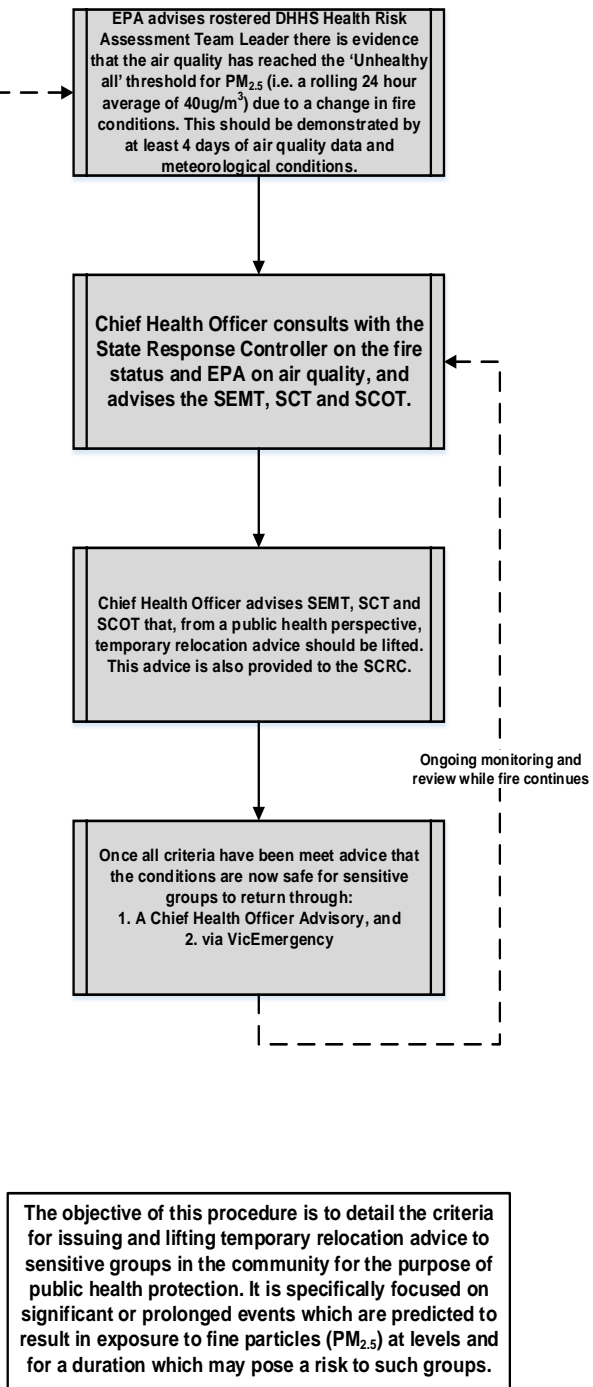 EPA advises rostered DHHS Health Risk
Assessment Team Leader there is evidence
that the air quality has reached the ‘Unhealthy
all’ threshold for PM2.5 (i.e. a rolling 24 hour
average of 40ug/m3) due to a change in fire
conditions. This should be demonstrated by
at least 4 days of air quality data and
meteorological conditions.
Chief Health Officer consults with the
State Response Controller on the fire
status and EPA on air quality, and
advises the SEMT, SCT and SCOT.
Chief Health Officer advises SEMT, SCT and
SCOT that, from a public health perspective,
temporary relocation advice should be lifted.
This advice is also provided to the SCRC.
Ongoing monitoring and
review while fire continues
Once all criteria have been meet advice that
the conditions are now safe for sensitive
groups to return through:
1. A Chief Health Officer Advisory, and
2. via VicEmergency
The objective of this procedure is to detail the criteria
for issuing and lifting temporary relocation advice to
sensitive groups in the community for the purpose of
public health protection. It is specifically focused on
significant or prolonged events which are predicted to
result in exposure to fine particles (PM2.5) at levels and
for a duration which may pose a risk to such groups.